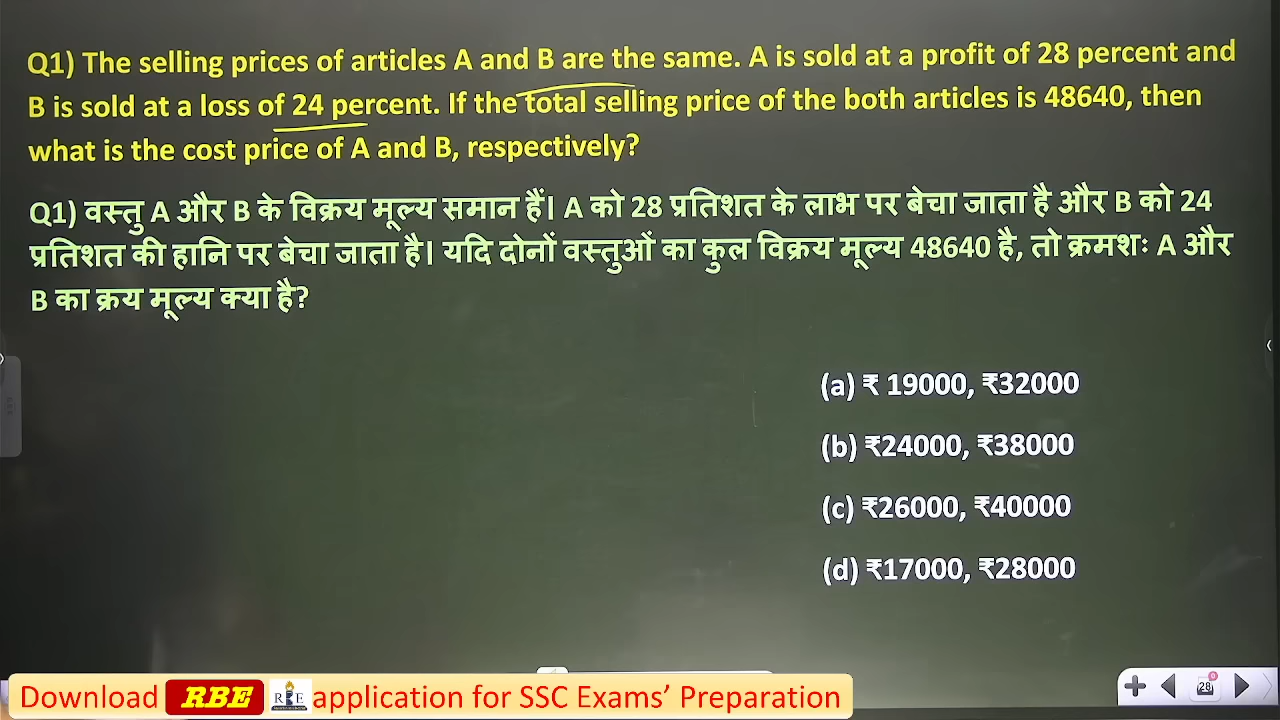 Q1) The selling prices of articles A and B are the same. A is sold at a profit of 28 percent and
B is sold at a loss of 24 percent. If the total selling price of the both articles is 48640, then
what is the cost price of A and B, respectively?
Q1) वस्तु A और B के विक्रय मूल्य समान हैं। A को 28 प्रतिशत के लाभ पर बेचा जाता है और B को 24
प्रतिशत की हानि पर बेचा जाता है। यदि दोनों वस्तुओं का कुल विक्रय मूल्य 48640 है, तो क्रमशः A और
B का क्रय मूल्य क्या है?
(a) ₹ 19000, ₹32000
(b) ₹24000, ₹38000
(c) ₹26000, ₹40000
(d) ₹17000, ₹28000
Download RBE RBE application for SSC Exams’ Preparation
28